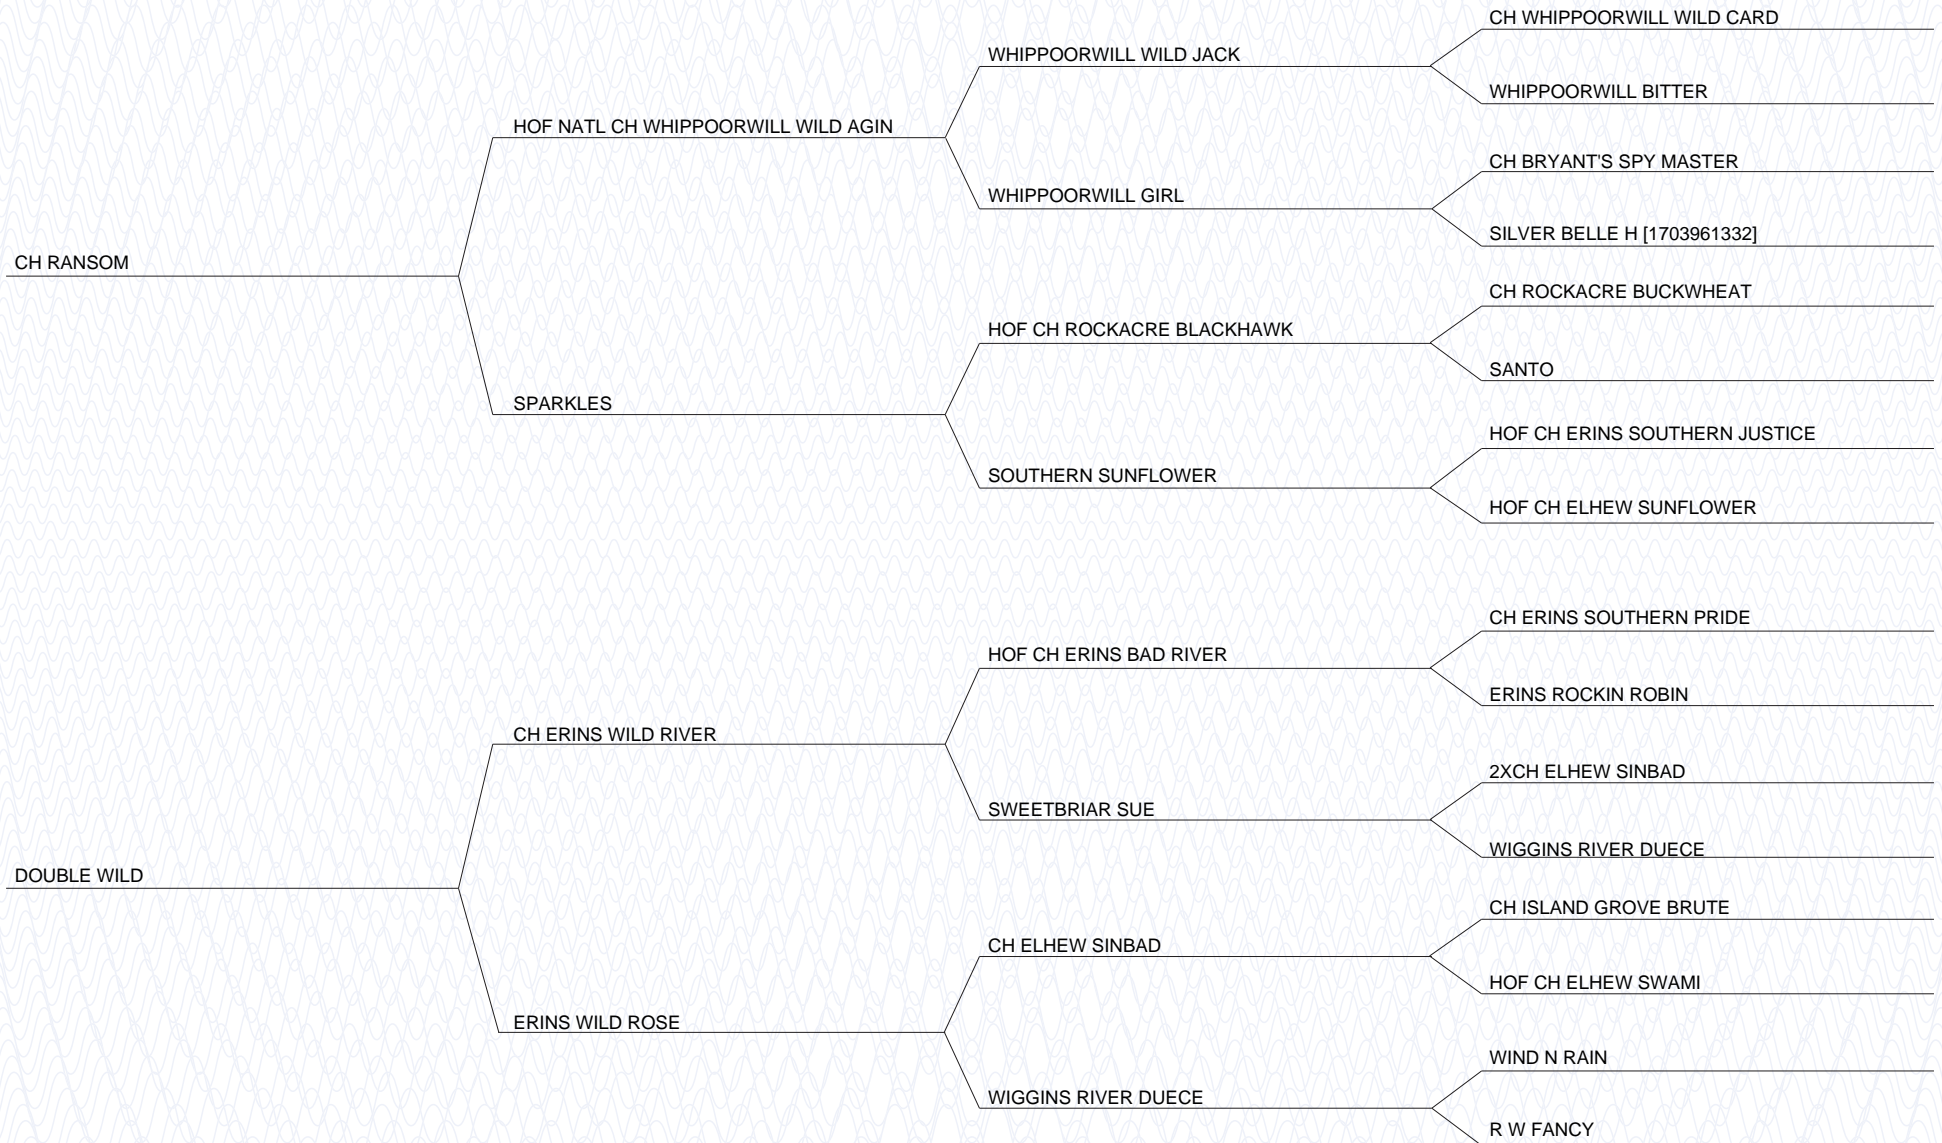 CH RANSOM
HOF NATL CH WHIPPOORWILL WILD AGIN
WHIPPOORWILL WILD JACK
CH WHIPPOORWILL WILD CARD
WHIPPOORWILL BITTER
WHIPPOORWILL GIRL
CH BRYANT'S SPY MASTER
SILVER BELLE H [1703961332]
SPARKLES
HOF CH ROCKACRE BLACKHAWK
CH ROCKACRE BUCKWHEAT
SANTO
SOUTHERN SUNFLOWER
HOF CH ERINS SOUTHERN JUSTICE
HOF CH ELHEW SUNFLOWER
DOUBLE WILD
CH ERINS WILD RIVER
HOF CH ERINS BAD RIVER
CH ERINS SOUTHERN PRIDE
ERINS ROCKIN ROBIN
SWEETBRIAR SUE
2XCH ELHEW SINBAD
WIGGINS RIVER DUECE
ERINS WILD ROSE
CH ELHEW SINBAD
CH ISLAND GROVE BRUTE
HOF CH ELHEW SWAMI
WIGGINS RIVER DUECE
WIND N RAIN
R W FANCY